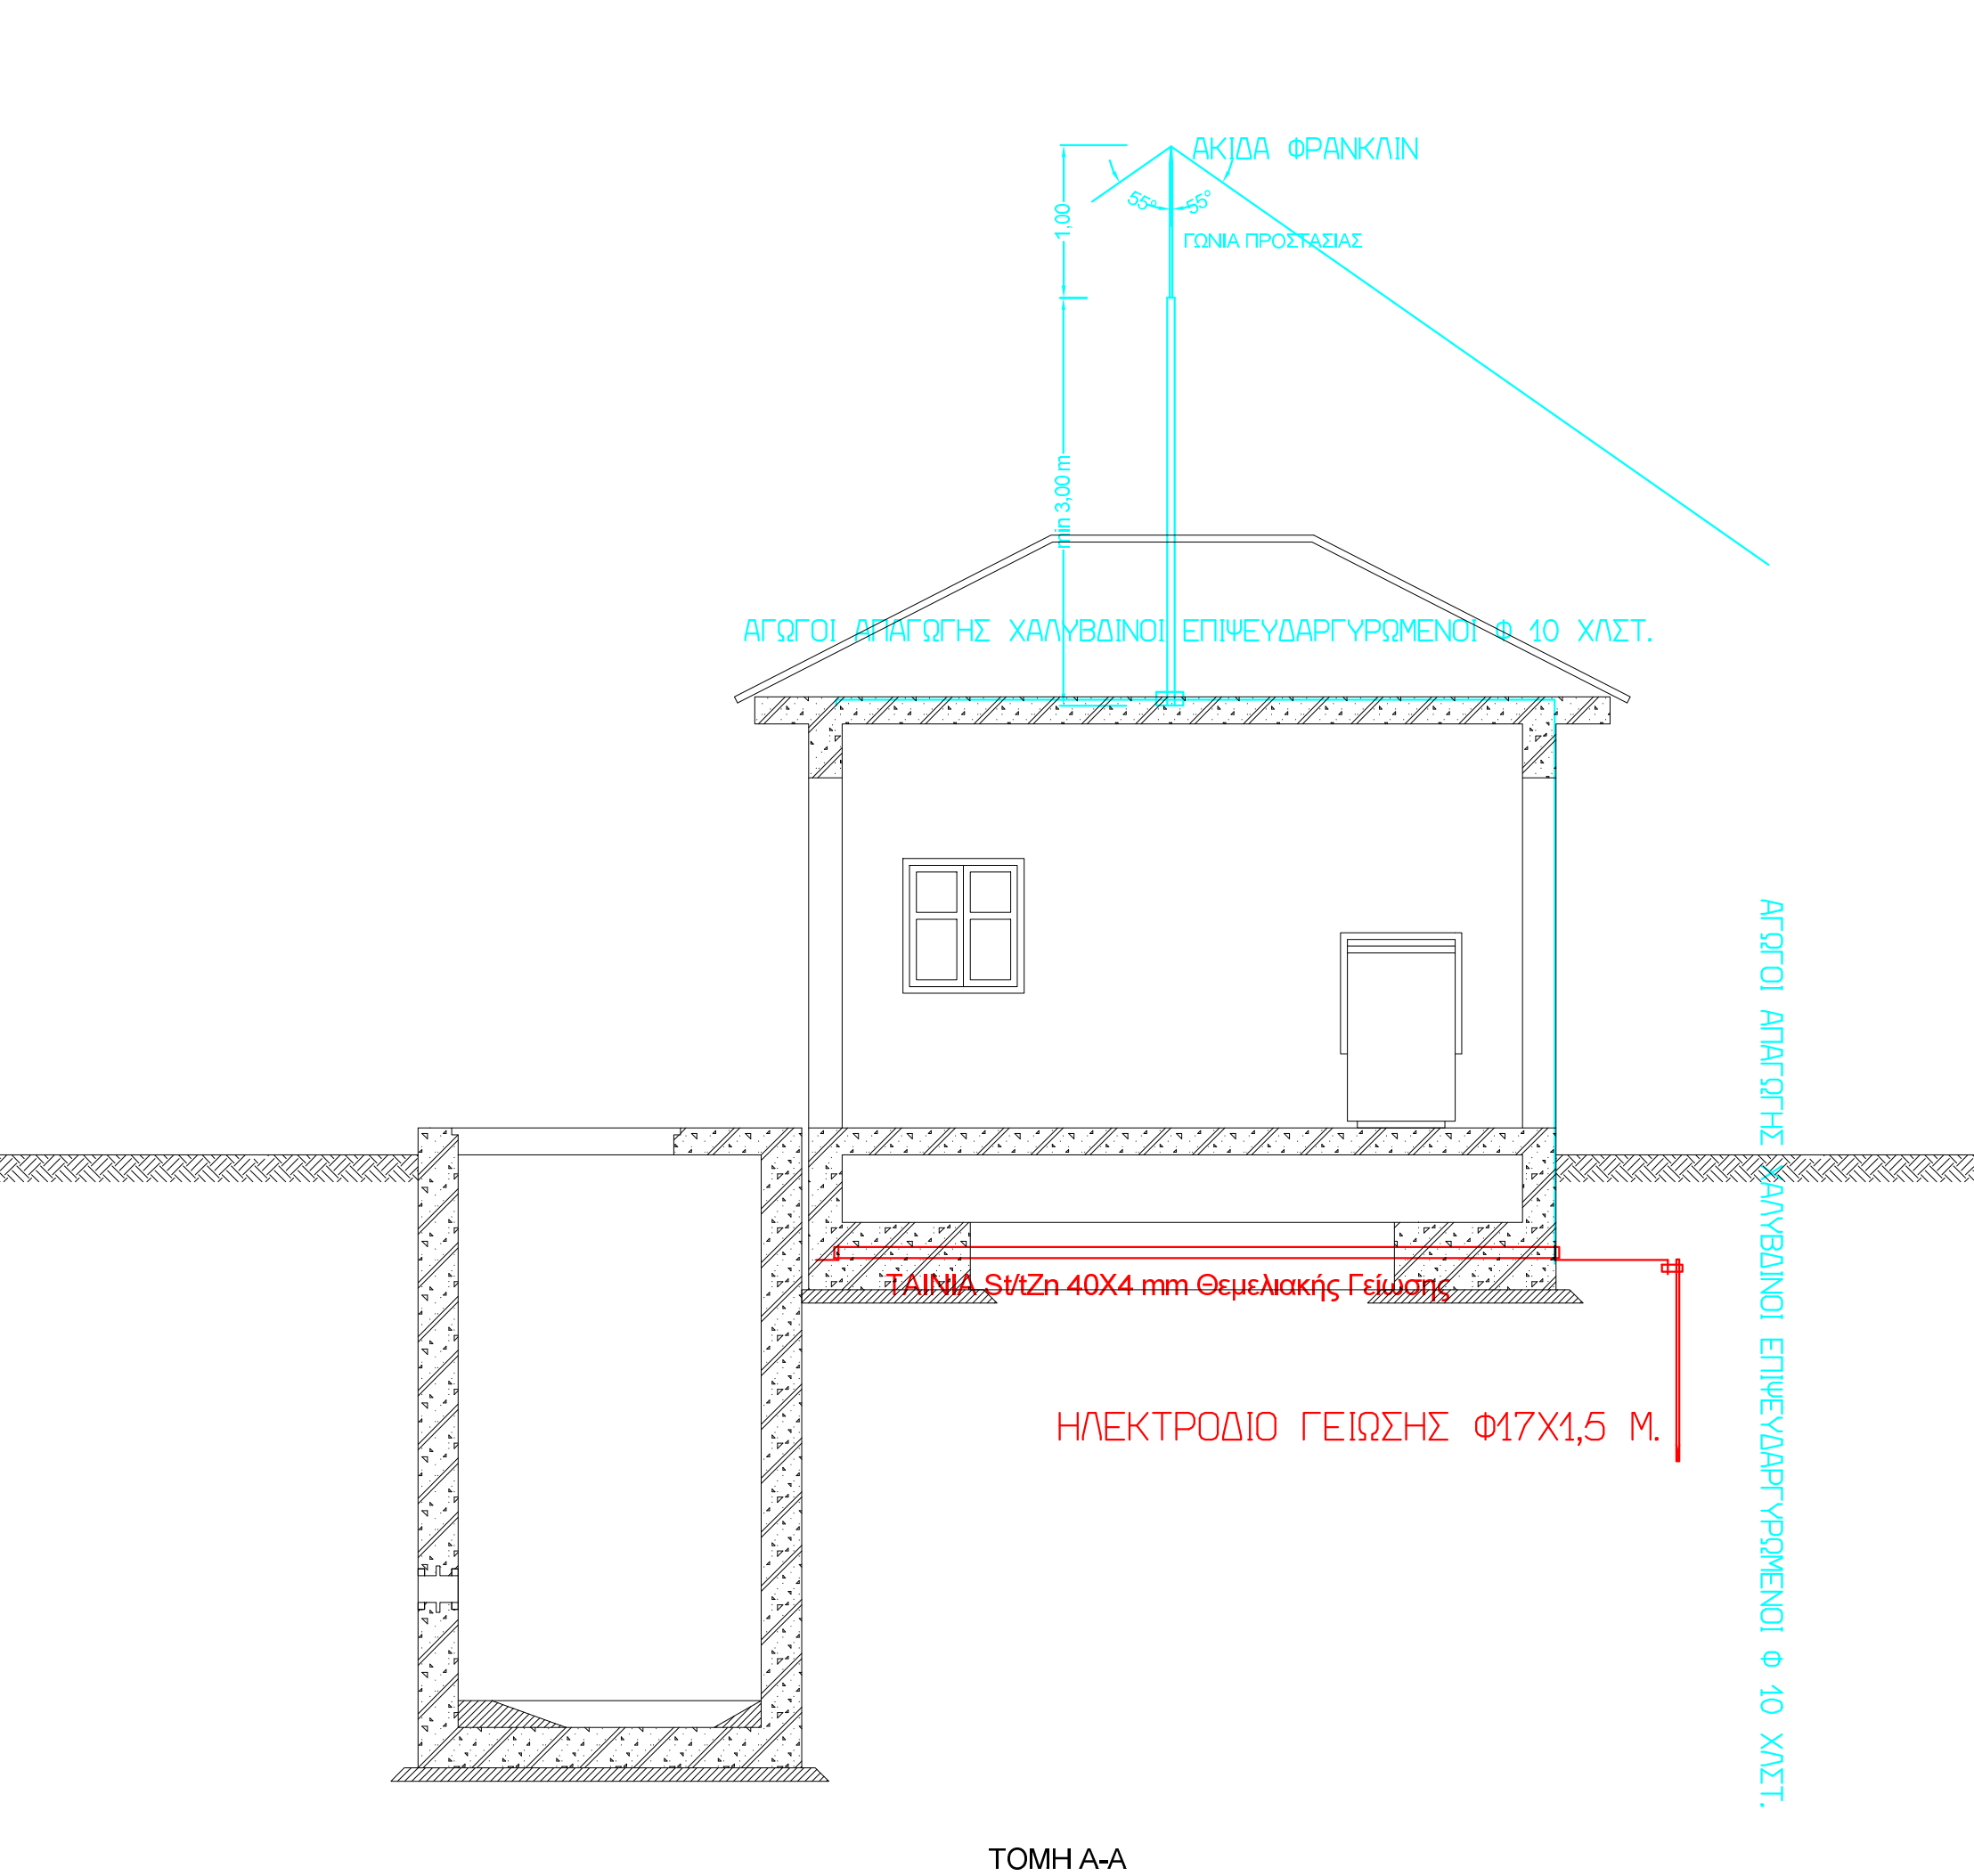 ΑΚΙΔΑ ΦΡΑΝΚΛΙΝ
55°
55°
1,00
ΓΩΝΙΑ ΠΡΟΣΤΑΣΙΑΣ
min 3,00 m
ΑΓΩΓΟΙ ΑΠΑΓΩΓΗΣ ΧΑΛΥΒΔΙΝΟΙ ΕΠΙΨΕΥΔΑΡΓΥΡΩΜΕΝΟΙ Φ 10 ΧΛΣΤ.
ΑΓΩΓΟΙ ΑΠΑΓΩΓΗΣ ΧΑΛΥΒΔΙΝΟΙ ΕΠΙΨΕΥΔΑΡΓΥΡΩΜΕΝΟΙ Φ 10 ΧΛΣΤ.
ΤΑΙΝΙΑ St/tZn 40X4 mm Θεμελιακής Γείωσης
ΗΛΕΚΤΡΟΔΙΟ ΓΕΙΩΣΗΣ Φ17Χ1,5 Μ.
ΤΟΜΗ Α-Α